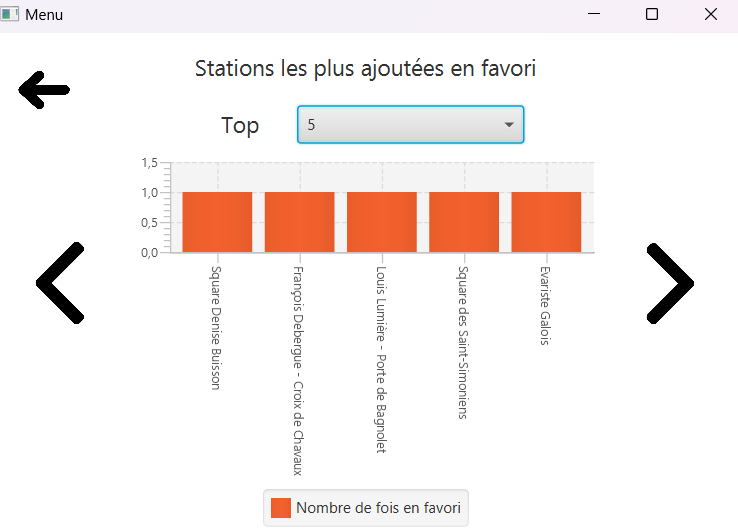 Menu
Stations les plus ajoutées en favori
Top
5
1,5
1,0
0,5
0,0
Square Denise Buisson
François Debergue - Croix de Chavaux
Louis Lumière - Porte de Bagnolet
Square des Saint-Simoniens
Evariste Galois
Nombre de fois en favori